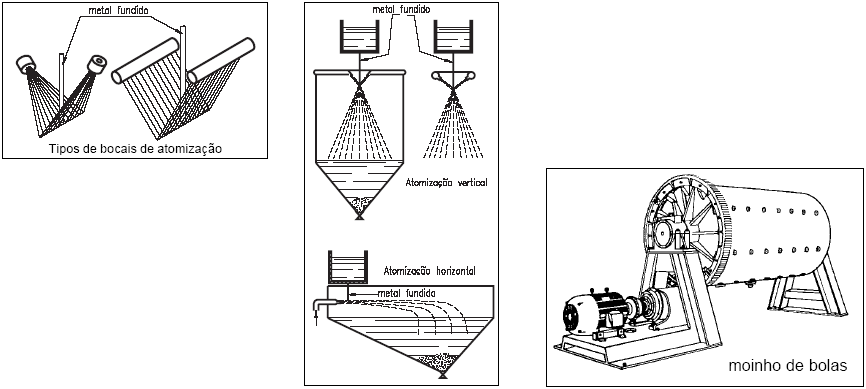 metal fundido
Tipos de bocais de atomização
metal fundido
Atomização vertical
Atomização horizontal
metal fundido
moinho de bolas